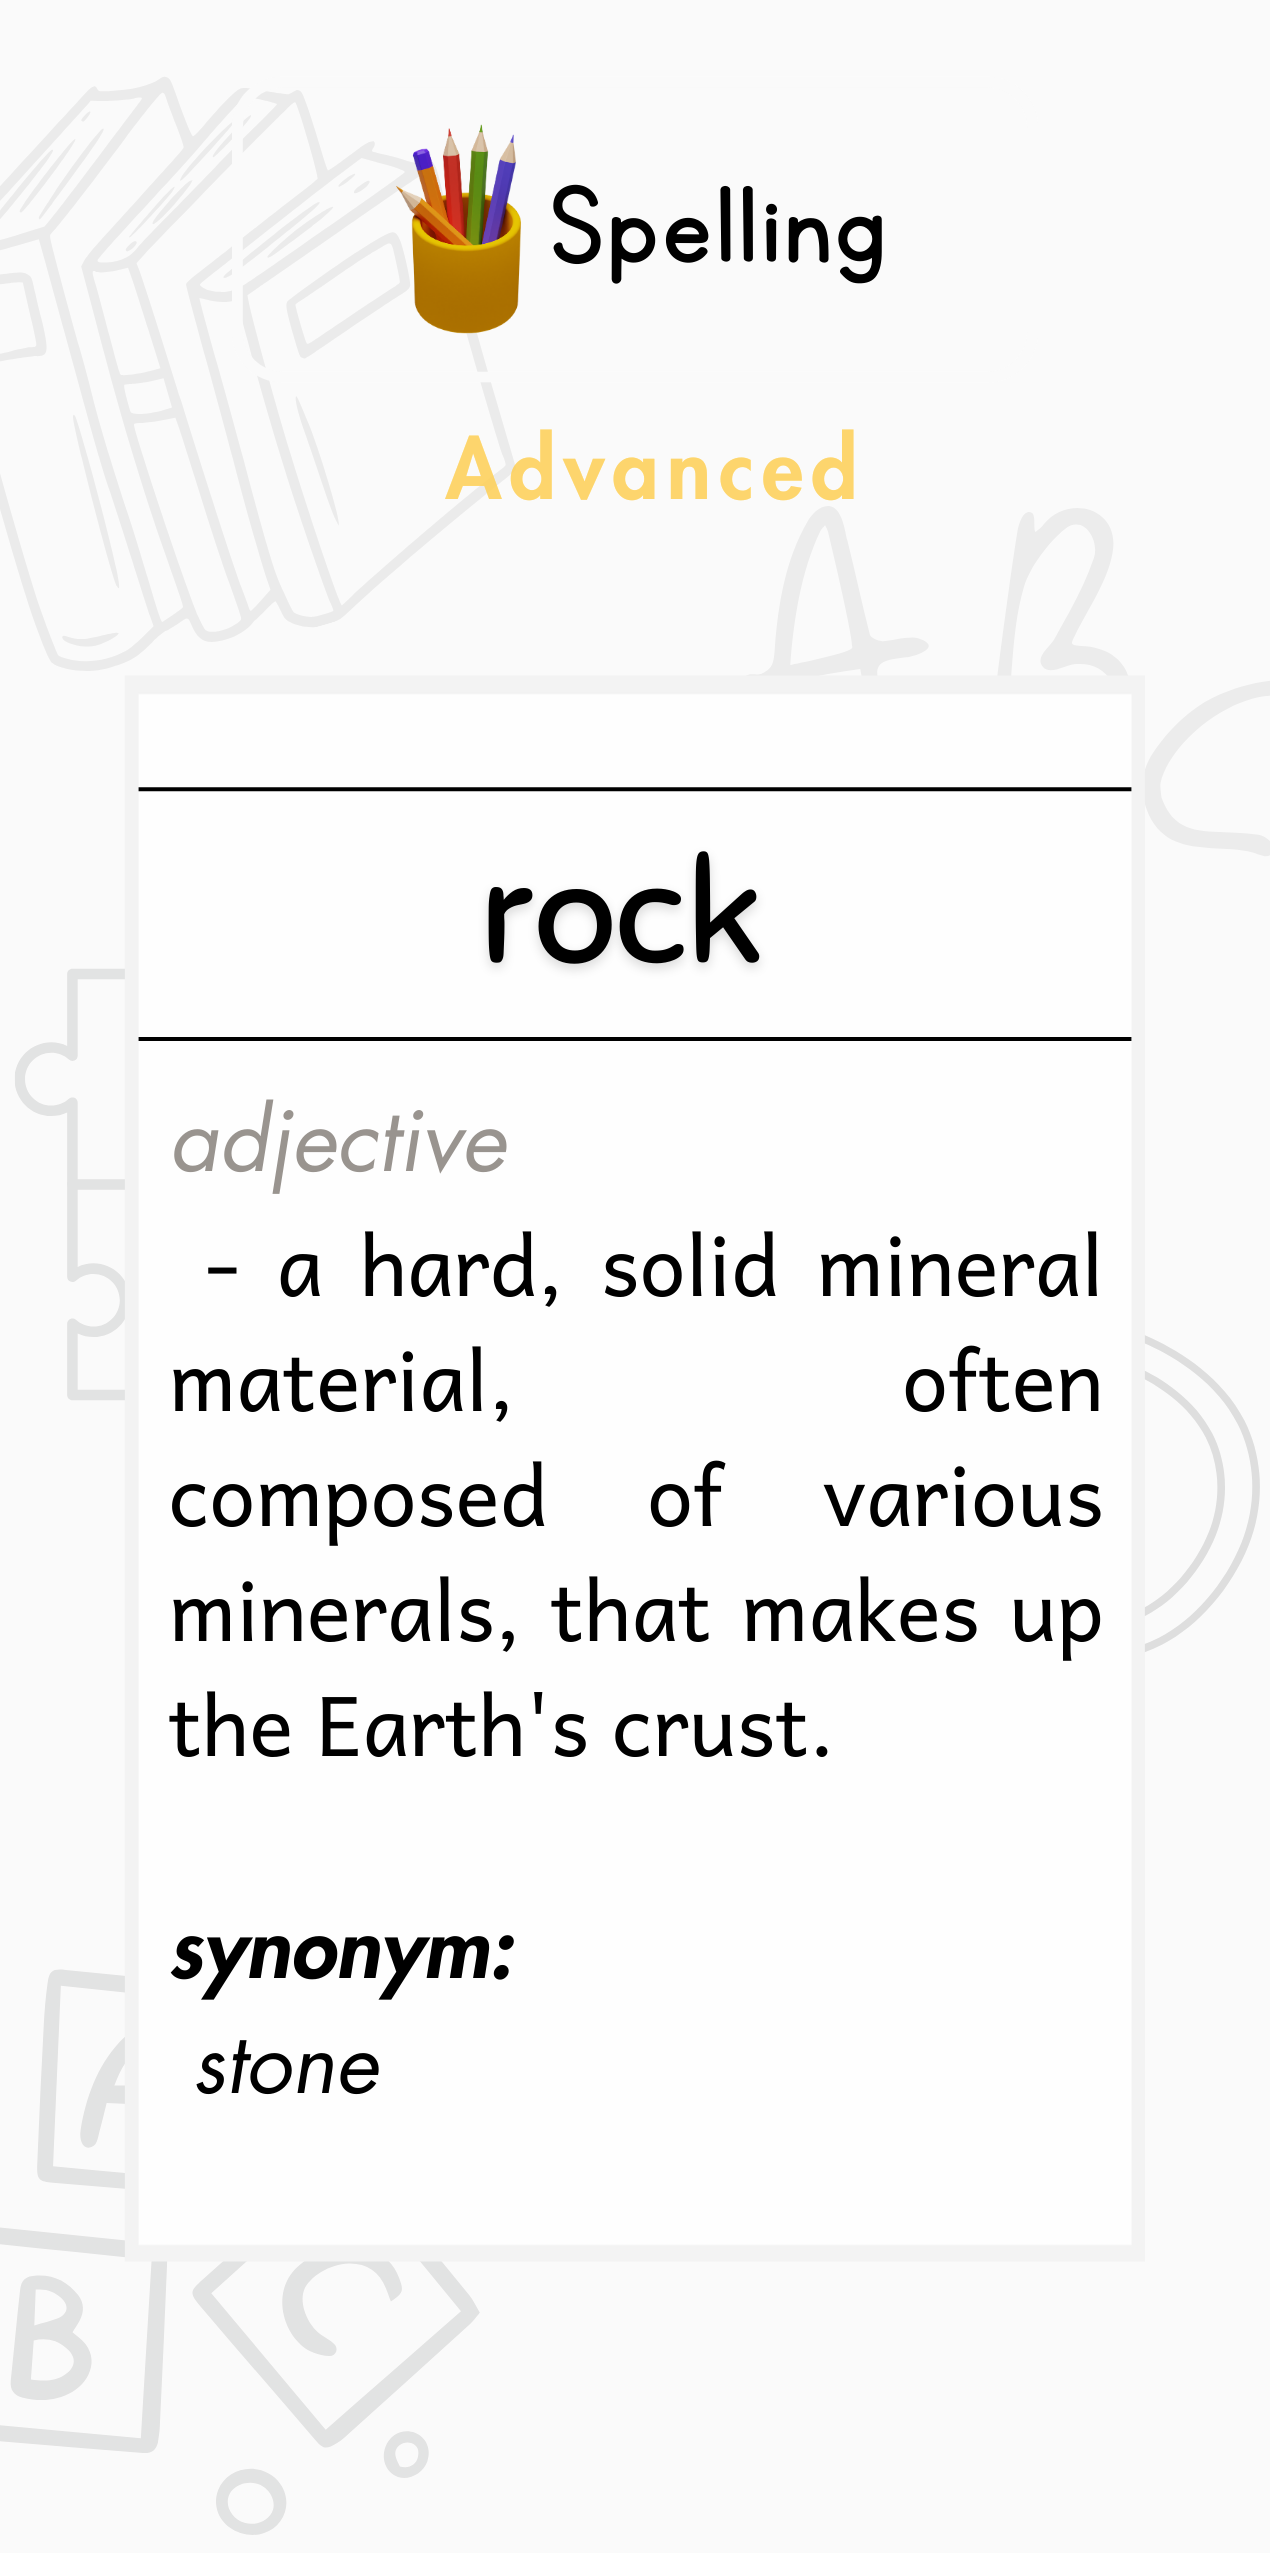 Spelling
Advanced
A B
rock
adjective
- a hard, solid mineral
material, often
composed of various
minerals, that makes up
the Earth's crust.
synonym:
stone
A
B
C